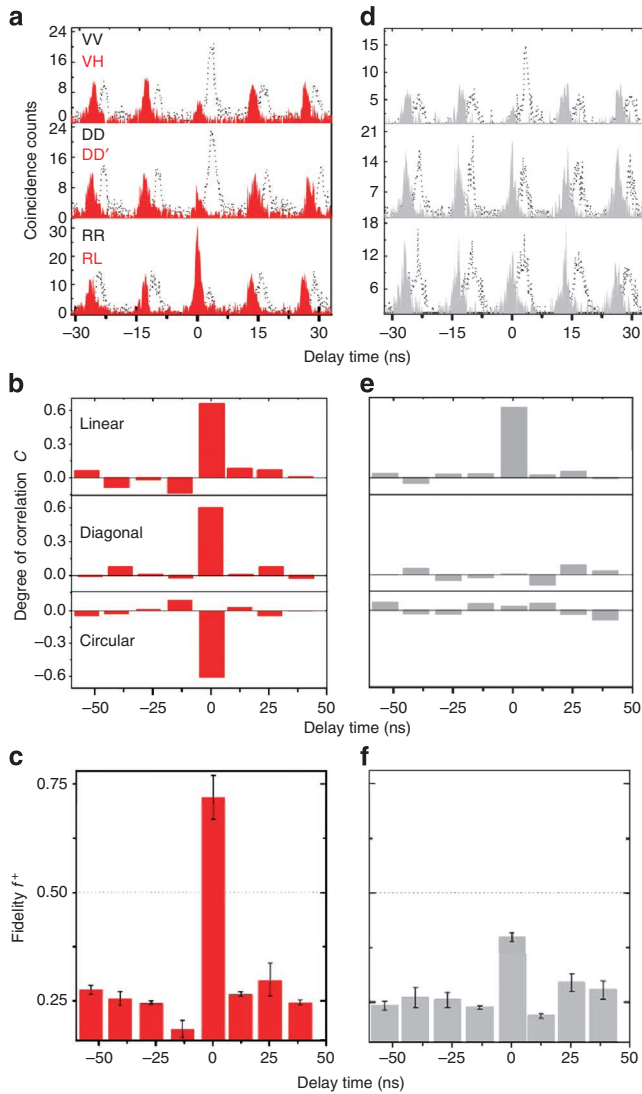 a
VV
VH
24
16
8
0
DD
DD′
24
12
8
0
RR
RL
30
20
10
0
Coincidence counts
–30
–15
0
15
30
Delay time (ns)
d
15
10
5
21
14
7
18
12
6
–30
–15
0
15
30
Delay time (ns)
b
Linear
0.6
0.3
0.0
Diagonal
0.6
0.3
0.0
Circular
0.0
–0.3
–0.6
Degree of correlation C
–50
–25
0
25
50
Delay time (ns)
e
–50
–25
0
25
50
Delay time (ns)
c
0.75
0.50
0.25
Fidelity f⁺
–50
–25
0
25
50
Delay time (ns)
f
–50
–25
0
25
50
Delay time (ns)